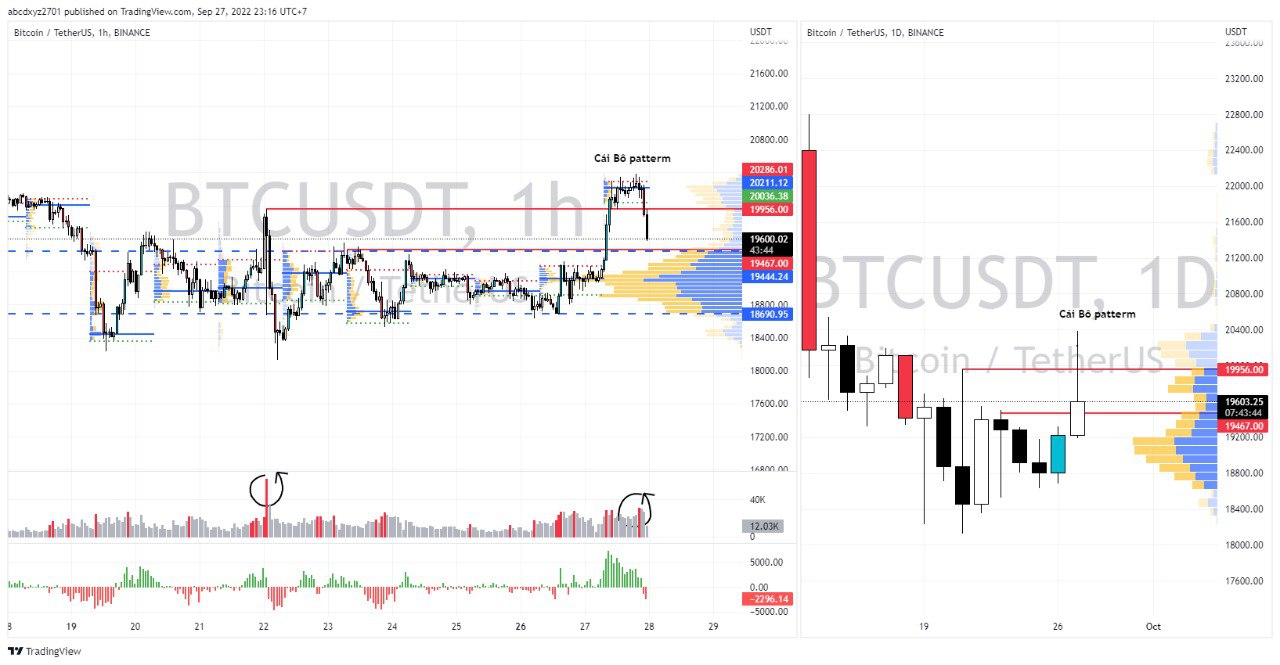 abcdxyz2701 published on TradingView.com, Sep 27, 2022 23:16 UTC+7
Bitcoin / TetherUS, 1h, BINANCE
USDT
22000.00
21600.00
21200.00
20800.00
Cái Bô patterm
20286.01
20211.12
20036.38
19956.00
BTCUSDT, 1h
19600.02
43:44
19467.00
19444.24
Bitcoin / TetherUS
18800.00
18690.95
18400.00
18000.00
17600.00
17200.00
16800.00
40K
12.03K
0
5000.00
0.00
−2296.14
−5000.00
8 19 20 21 22 23 24 25 26 27 28 29
Bitcoin / TetherUS, 1D, BINANCE
USDT
23600.00
23200.00
22800.00
22400.00
22000.00
21600.00
21200.00
BTCUSDT, 1D
20800.00
Cái Bô patterm
20400.00
Bitcoin / TetherUS
20000.00
19956.00
19603.25
07:43:44
19467.00
19200.00
18800.00
18400.00
18000.00
17600.00
19 26 Oct
TradingView